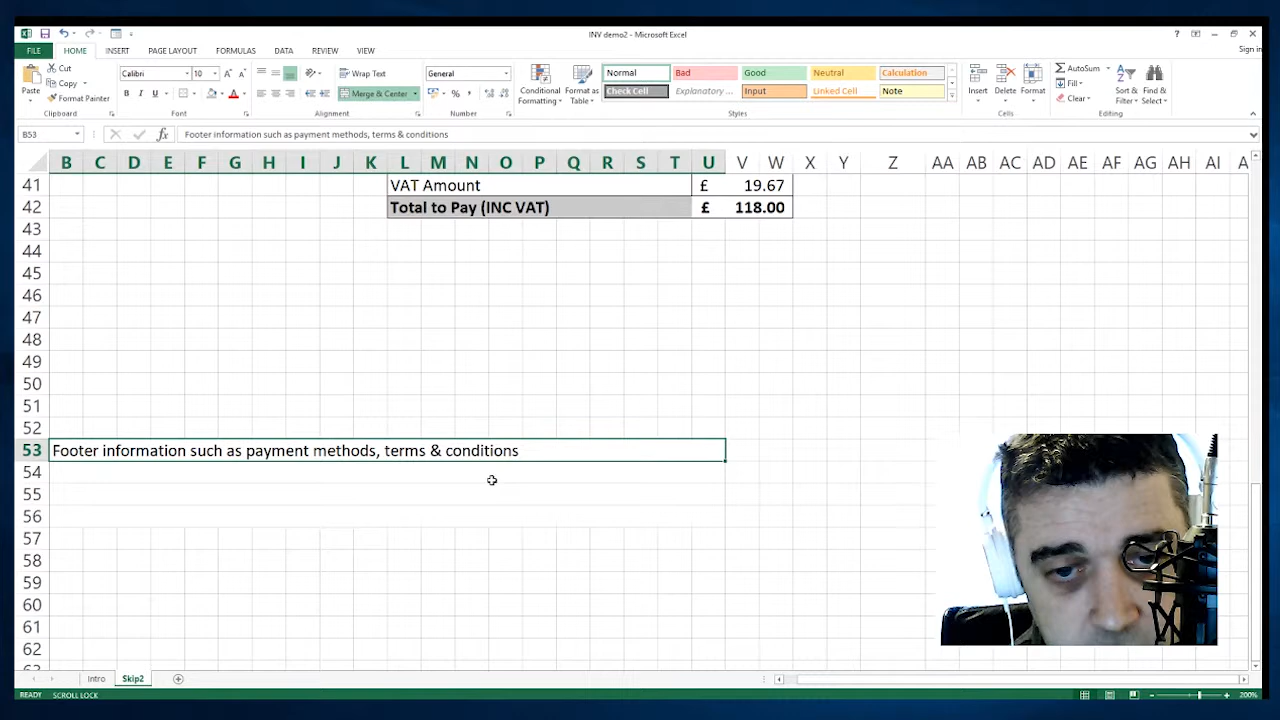 INV demo2 - Microsoft Excel
Sign in
FILE HOME INSERT PAGE LAYOUT FORMULAS DATA REVIEW VIEW
Paste
Cut
Copy
Format Painter
Calibri 10
B I U
Wrap Text
Merge & Center
General
% ,
Conditional Formatting
Format as Table
Normal Bad Good Neutral Calculation
Check Cell Explanatory ... Input Linked Cell Note
Insert Delete Format
AutoSum
Fill
Clear
Sort & Filter
Find & Select
Clipboard Font Alignment Number Styles Cells Editing
B53 fx Footer information such as payment methods, terms & conditions
B C D E F G H I J K L M N O P Q R S T U V W X Y Z AA AB AC AD AE AF AG AH AI A
41 VAT Amount £ 19.67
42 Total to Pay (INC VAT) £ 118.00
43
44
45
46
47
48
49
50
51
52
53 Footer information such as payment methods, terms & conditions
54
55
56
57
58
59
60
61
62
Intro Skip2
READY SCROLL LOCK 200%